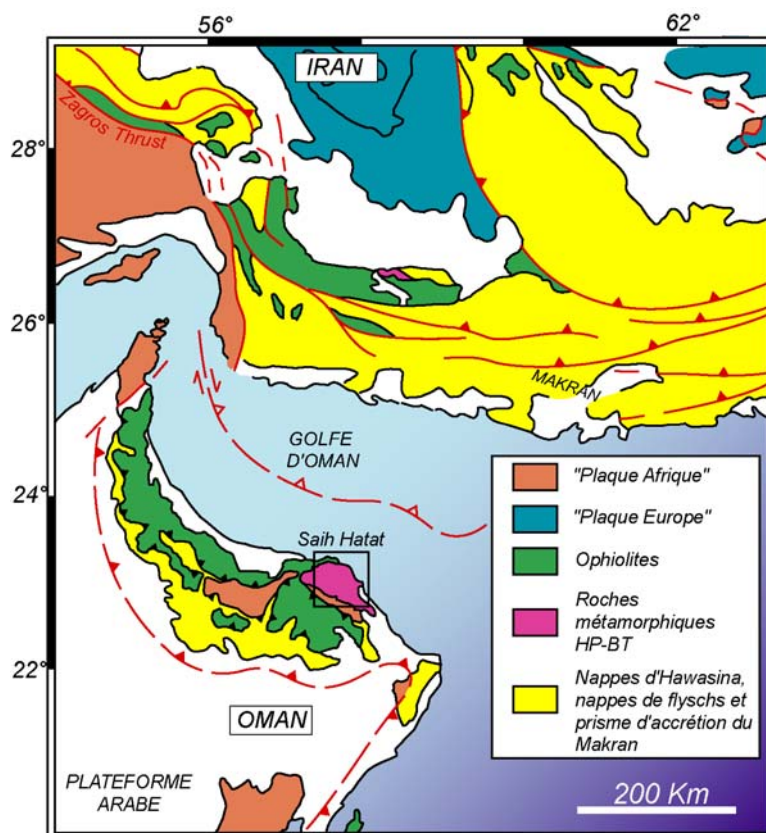 56°
62°
IRAN
Zagros Thrust
28°
26°
MAKRAN
GOLFE
D'OMAN
24°
Saih Hatat
22°
OMAN
PLATEFORME
ARABE
"Plaque Afrique"
"Plaque Europe"
Ophiolites
Roches
métamorphiques
HP-BT
Nappes d'Hawasina,
nappes de flyschs et
prisme d'accrétion du
Makran
200 Km